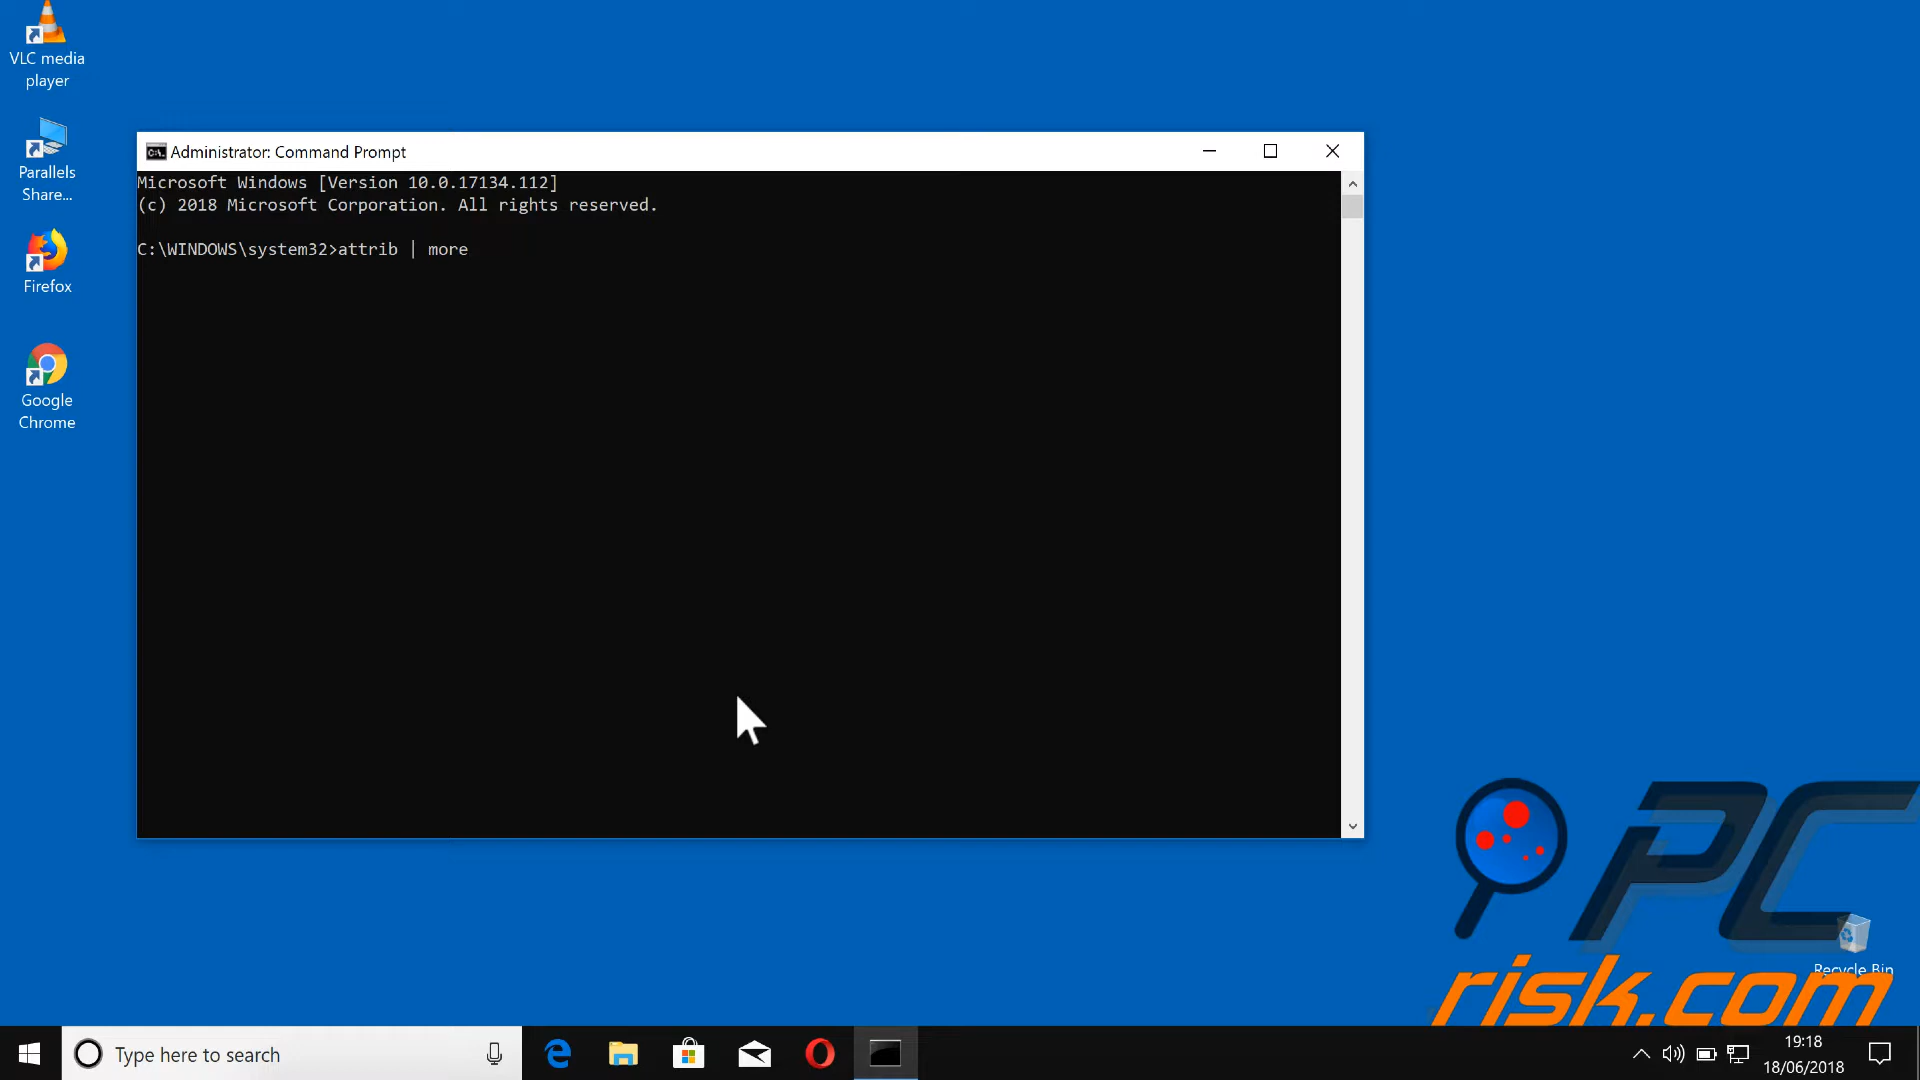 VLC media
player
Parallels
Share...
Firefox
Google
Chrome
Administrator: Command Prompt
Microsoft Windows [Version 10.0.17134.112]
(c) 2018 Microsoft Corporation. All rights reserved.
C:\WINDOWS\system32>attrib | more
PC
risk.com
Recycle Bin
Type here to search
19:18
18/06/2018